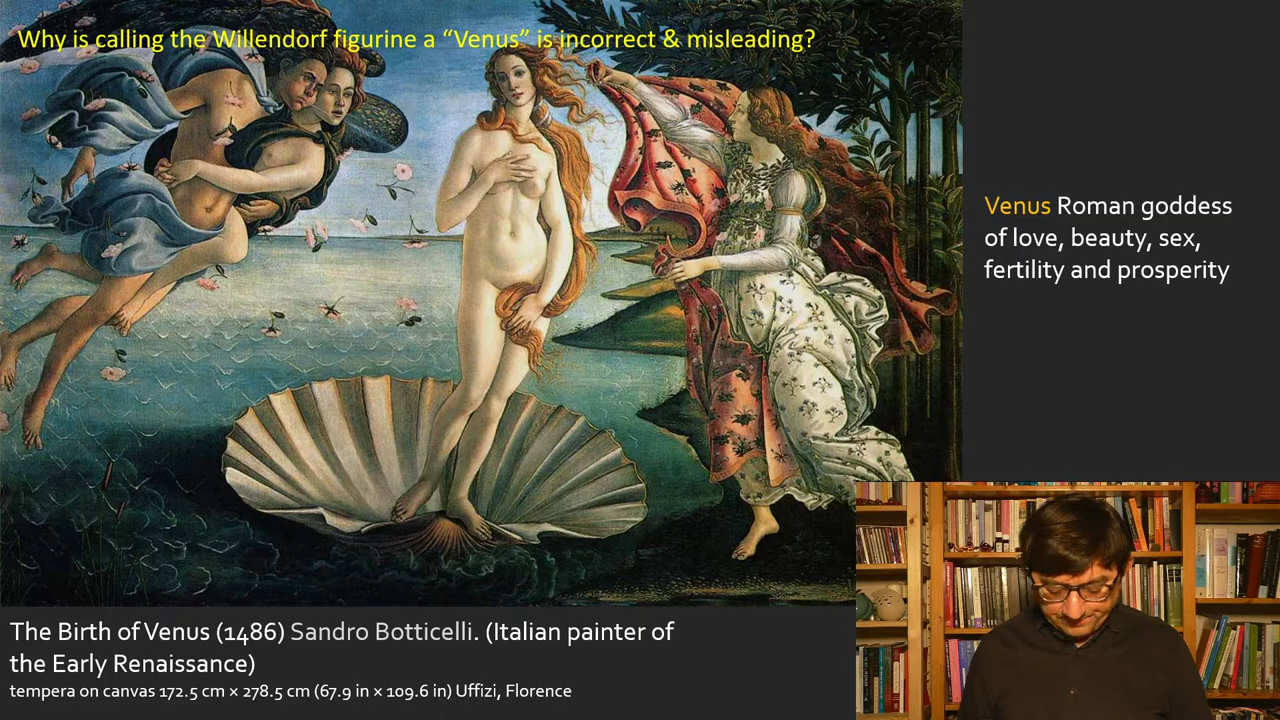 Why is calling the Willendorf figurine a “Venus” is incorrect & misleading?
Venus Roman goddess
of love, beauty, sex,
fertility and prosperity
The Birth of Venus (1486) Sandro Botticelli. (Italian painter of
the Early Renaissance)
tempera on canvas 172.5 cm × 278.5 cm (67.9 in × 109.6 in) Uffizi, Florence